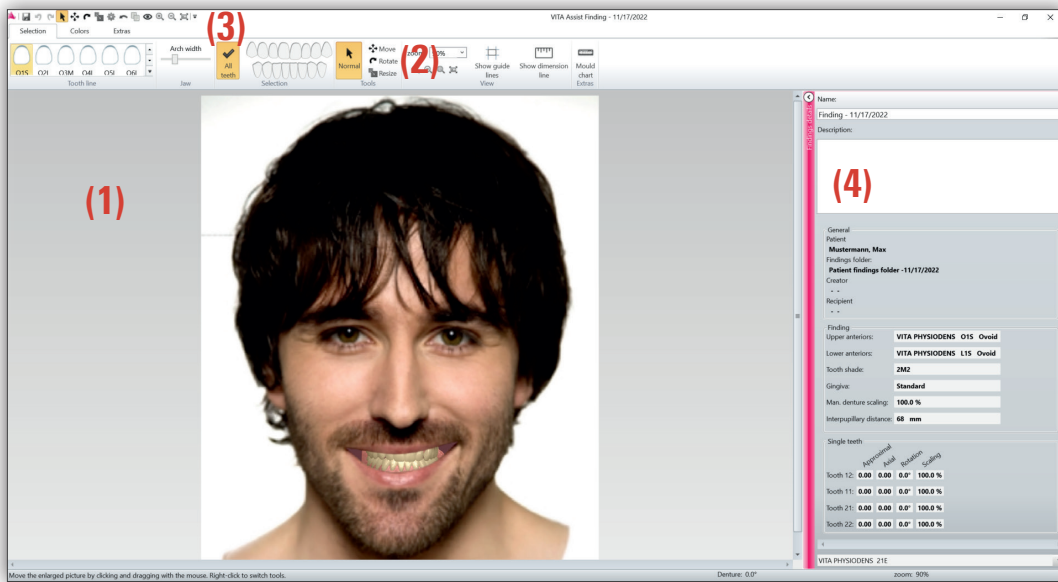 VITA Assist Finding - 11/17/2022
(3)
Selection Colors Extras
Arch width
All teeth
Normal
Move
Rotate
Resize
(2)
zoom: %
Show guide lines
Show dimension line
Mould chart
O1S O2I O3M O4I O5I O6I
Tooth line Jaw Selection Tools View Extras
(1)
Findings details
Name:
Finding - 11/17/2022
Description:
(4)
General
Patient
Mustermann, Max
Findings folder:
Patient findings folder -11/17/2022
Creator
- -
Recipient
- -
Finding
Upper anteriors: VITA PHYSIODENS O1S Ovoid
Lower anteriors: VITA PHYSIODENS L1S Ovoid
Tooth shade: 2M2
Gingiva: Standard
Man. denture scaling: 100.0 %
Interpupillary distance: 68 mm
Single teeth
Approximal Axial Rotation Scaling
Tooth 12: 0.00 0.00 0.0° 100.0 %
Tooth 11: 0.00 0.00 0.0° 100.0 %
Tooth 21: 0.00 0.00 0.0° 100.0 %
Tooth 22: 0.00 0.00 0.0° 100.0 %
VITA PHYSIODENS 21E
Move the enlarged picture by clicking and dragging with the mouse. Right-click to switch tools. Denture: 0.0° zoom: 90%